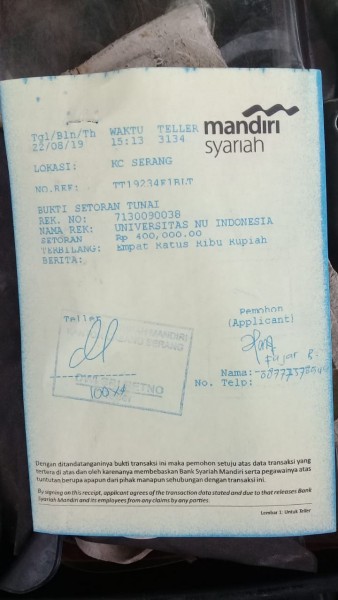 mandiri
syariah
Tgl/Bln/Th WAKTU TELLER
22/08/19 15:13 3134
LOKASI: KC SERANG
NO.REF: TT19234F1BLT
BUKTI SETORAN TUNAI
REK. NO: 7130090038
NAMA REK: UNIVERSITAS NU INDONESIA
SETORAN Rp 400,000.00
TERBILANG: Empat Ratus Ribu Rupiah
BERITA:
Teller
Pemohon
(Applicant)
MANDIRI
SERANG
Fajar
Nama:
No. Telp:
Dengan ditandatanganinya bukti transaksi ini maka pemohon setuju atas data transaksi yang
tertera di atas dan oleh karenanya membebaskan Bank Syariah Mandiri serta pegawainya atas
tuntutan berupa apapun dari pihak manapun sehubungan dengan transaksi ini.
By signing on this receipt, applicant agrees of the transaction data stated and due to that releases Bank
Syariah Mandiri and its employees from any claims by any parties.
Lembar 1: Untuk Teller